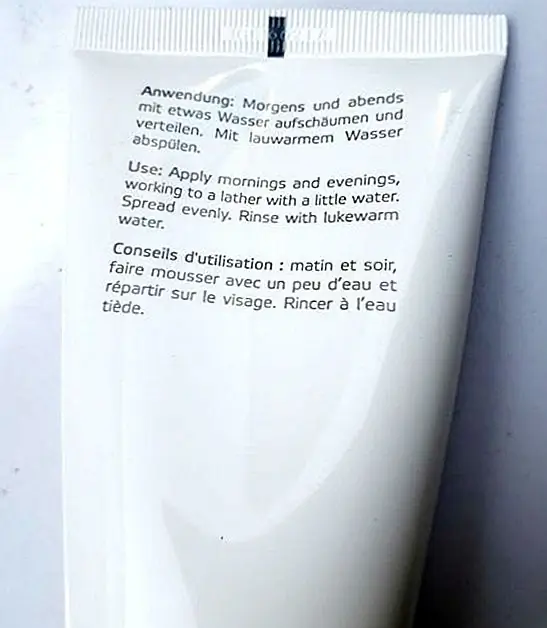 Anwendung: Morgens und abends
mit etwas Wasser aufschäumen und
verteilen. Mit lauwarmem Wasser
abspülen.
Use: Apply mornings and evenings,
working to a lather with a little water.
Spread evenly. Rinse with lukewarm
water.
Conseils d'utilisation : matin et soir,
faire mousser avec un peu d'eau et
répartir sur le visage. Rincer à l'eau
tiède.